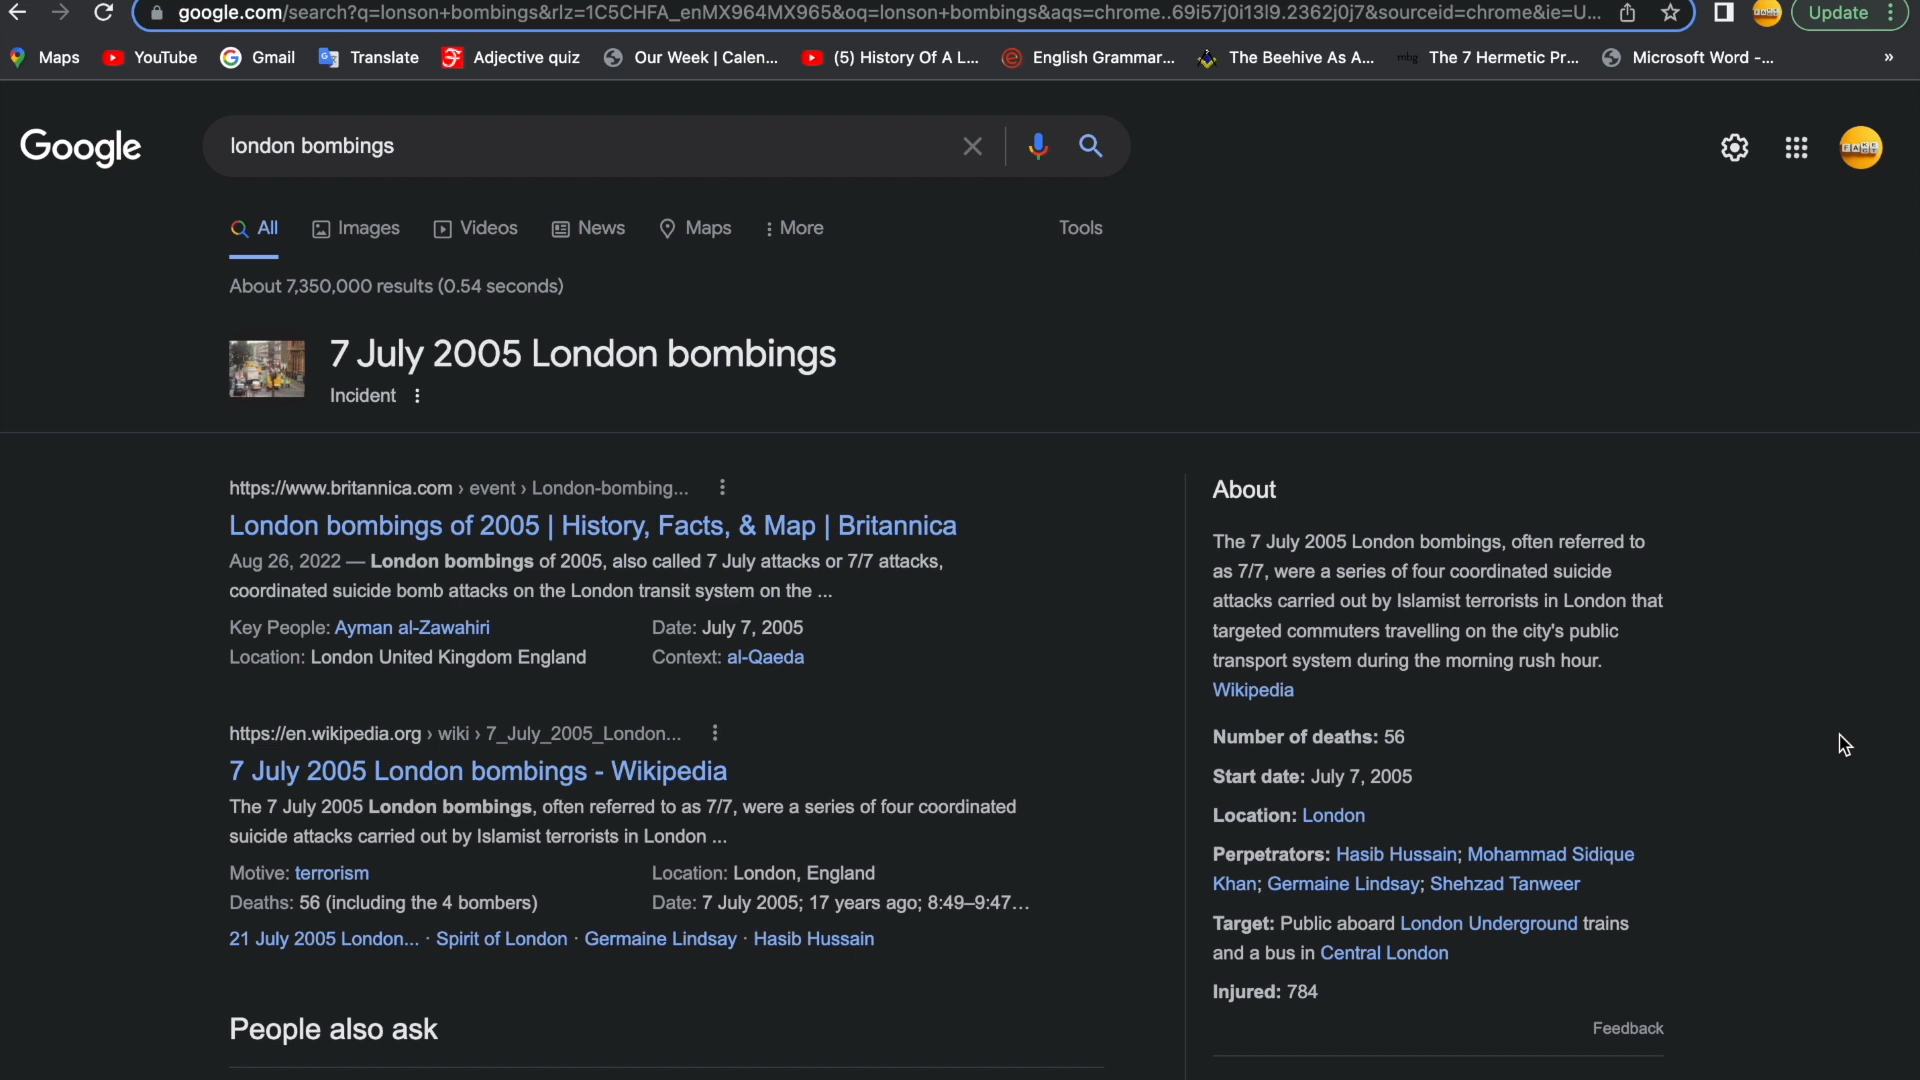 google.com/search?q=lonson+bombings&rlz=1C5CHFA_enMX964MX965&oq=lonson+bombings&aqs=chrome..69i57j0i13l9.2362j0j7&sourceid=chrome&ie=U...
Update
Maps
YouTube
Gmail
Translate
Adjective quiz
Our Week | Calen...
(5) History Of A L...
English Grammar...
The Beehive As A...
mbg
The 7 Hermetic Pr...
Microsoft Word -...
»
Google
london bombings
FAKE
All
Images
Videos
News
Maps
More
Tools
About 7,350,000 results (0.54 seconds)
7 July 2005 London bombings
Incident
https://www.britannica.com › event › London-bombing...
London bombings of 2005 | History, Facts, & Map | Britannica
Aug 26, 2022 — London bombings of 2005, also called 7 July attacks or 7/7 attacks,
coordinated suicide bomb attacks on the London transit system on the ...
Key People: Ayman al-Zawahiri
Date: July 7, 2005
Location: London United Kingdom England
Context: al-Qaeda
https://en.wikipedia.org › wiki › 7_July_2005_London...
7 July 2005 London bombings - Wikipedia
The 7 July 2005 London bombings, often referred to as 7/7, were a series of four coordinated
suicide attacks carried out by Islamist terrorists in London ...
Motive: terrorism
Location: London, England
Deaths: 56 (including the 4 bombers)
Date: 7 July 2005; 17 years ago; 8:49–9:47...
21 July 2005 London... · Spirit of London · Germaine Lindsay · Hasib Hussain
People also ask
About
The 7 July 2005 London bombings, often referred to
as 7/7, were a series of four coordinated suicide
attacks carried out by Islamist terrorists in London that
targeted commuters travelling on the city's public
transport system during the morning rush hour.
Wikipedia
Number of deaths: 56
Start date: July 7, 2005
Location: London
Perpetrators: Hasib Hussain; Mohammad Sidique
Khan; Germaine Lindsay; Shehzad Tanweer
Target: Public aboard London Underground trains
and a bus in Central London
Injured: 784
Feedback